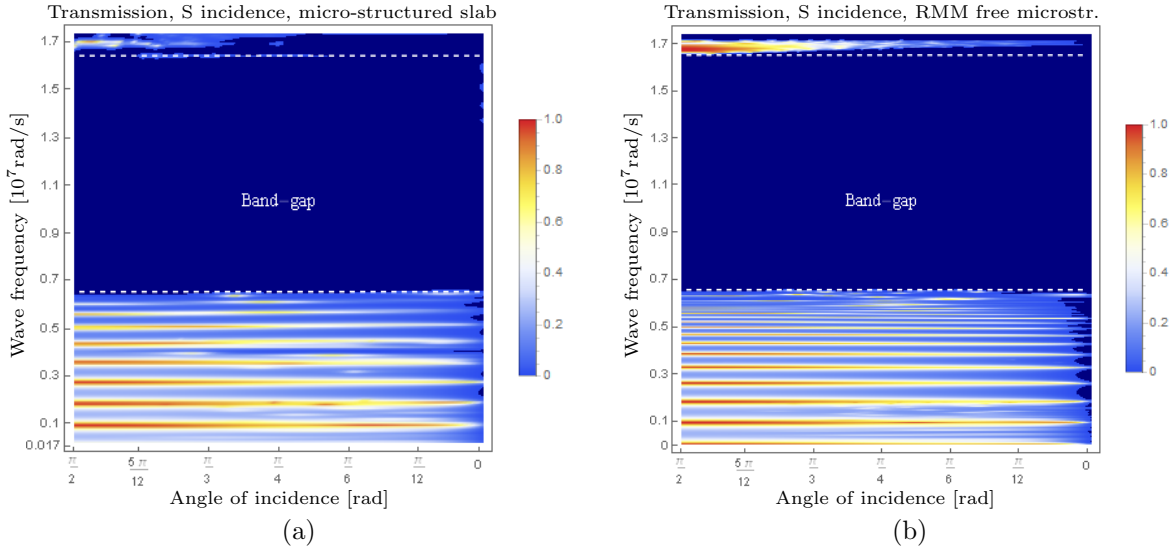 Transmission, S incidence, micro-structured slab
1.7
1.5
1.3
1.1
0.9
0.7
0.5
0.3
0.1
0.017
Wave frequency [10⁷rad/s]
Band-gap
π/2
5π/12
π/3
π/4
π/6
π/12
0
Angle of incidence [rad]
1.0
0.8
0.6
0.4
0.2
0
(a)
Transmission, S incidence, RMM free microstr.
1.7
1.5
1.3
1.1
0.9
0.7
0.5
0.3
0.1
0
Wave frequency [10⁷rad/s]
Band-gap
π/2
5π/12
π/3
π/4
π/6
π/12
0
Angle of incidence [rad]
1.0
0.8
0.6
0.4
0.2
0
(b)